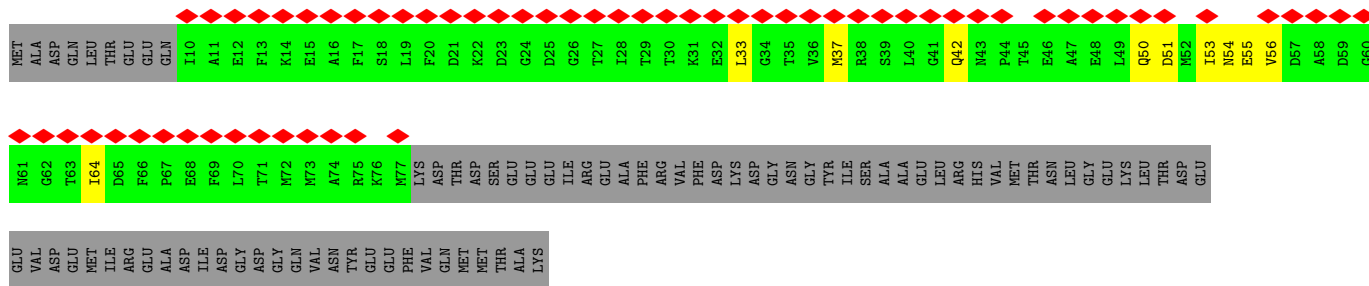 MET ALA ASP GLN LEU THR GLU GLU GLN I10 A11 E12 F13 K14 E15 A16 F17 S18 L19 F20 D21 K22 D23 G24 D25 G26 T27 I28 T29 T30 K31 E32 L33 G34 T35 V36 M37 R38 S39 L40 G41 Q42 N43 P44 T45 E46 A47 E48 L49 Q50 D51 M52 I53 N54 E55 V56 D57 A58 D59 G60
N61 G62 T63 I64 D65 F66 P67 E68 F69 L70 T71 M72 M73 A74 R75 K76 M77 LYS ASP THR ASP SER GLU GLU GLU ILE ARG GLU ALA PHE ARG VAL PHE ASP LYS ASP GLY ASN GLY TYR ILE SER ALA ALA GLU LEU ARG HIS VAL MET THR ASN LEU GLY GLU LYS LEU THR ASP GLU
GLU VAL ASP GLU MET ILE ARG GLU ALA ASP ILE ASP GLY ASP GLY GLN VAL ASN TYR GLU GLU PHE VAL GLN MET MET THR ALA LYS